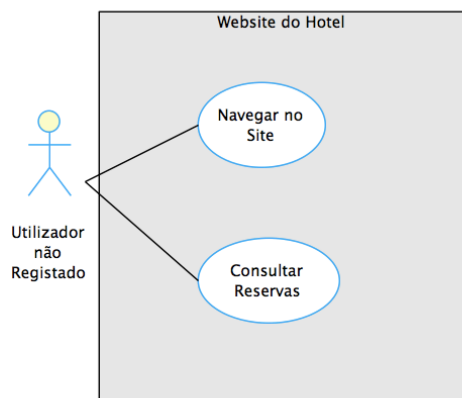 Website do Hotel
Navegar no
Site
Utilizador
não
Registado
Consultar
Reservas